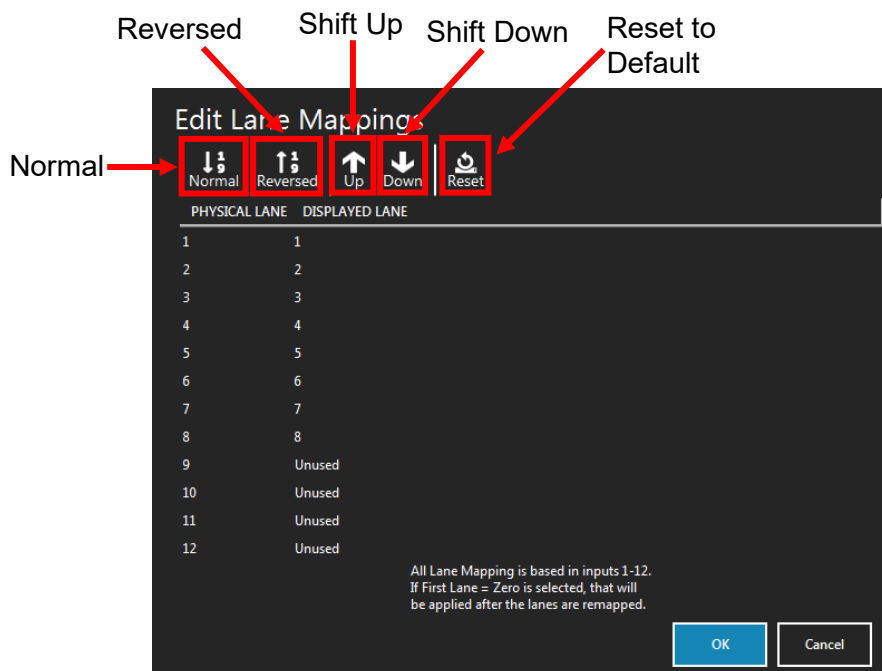 Reversed
Shift Up
Shift Down
Reset to
Default
Normal
Edit Lane Mappings
Normal Reversed Up Down Reset
PHYSICAL LANE DISPLAYED LANE
1 1
2 2
3 3
4 4
5 5
6 6
7 7
8 8
9 Unused
10 Unused
11 Unused
12 Unused
All Lane Mapping is based in inputs 1-12.
If First Lane = Zero is selected, that will
be applied after the lanes are remapped.
OK Cancel